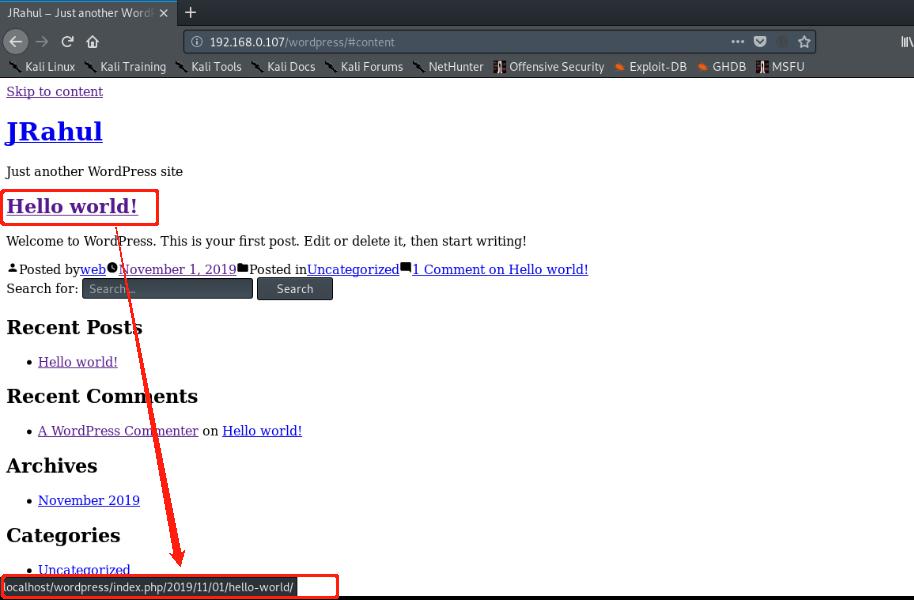 JRahul – Just another Word
192.168.0.107/wordpress/#content
Kali Linux Kali Training Kali Tools Kali Docs Kali Forums NetHunter Offensive Security Exploit-DB GHDB MSFU
Skip to content
JRahul
Just another WordPress site
Hello world!
Welcome to WordPress. This is your first post. Edit or delete it, then start writing!
Posted byweb November 1, 2019 Posted inUncategorized 1 Comment on Hello world!
Search for: Search... Search
Recent Posts
Hello world!
Recent Comments
A WordPress Commenter on Hello world!
Archives
November 2019
Categories
Uncategorized
localhost/wordpress/index.php/2019/11/01/hello-world/